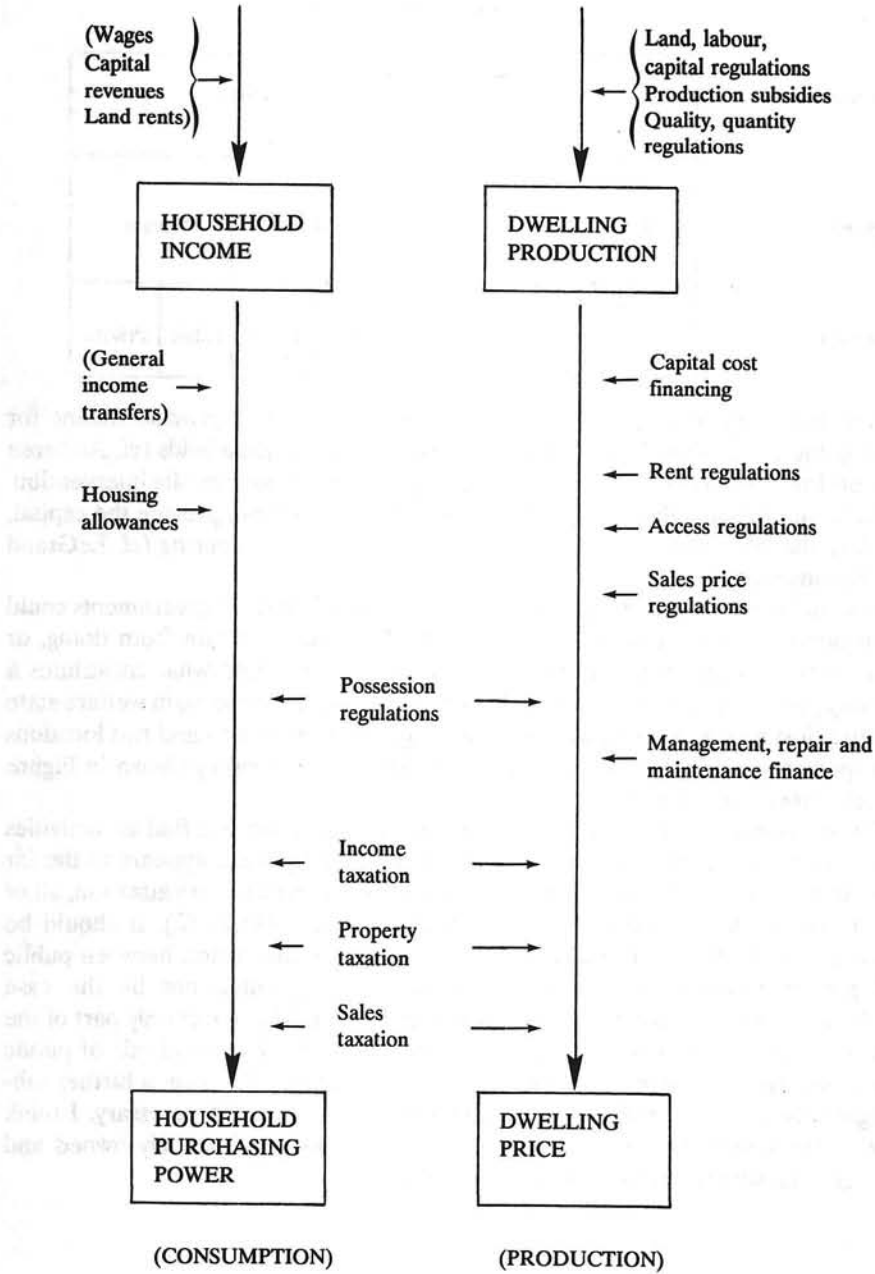 (Wages
Capital
revenues
Land rents)
Land, labour,
capital regulations
Production subsidies
Quality, quantity
regulations
HOUSEHOLD
INCOME
DWELLING
PRODUCTION
(General
income
transfers)
Capital cost
financing
Housing
allowances
Rent regulations
Access regulations
Sales price
regulations
Possession
regulations
Management, repair and
maintenance finance
Income
taxation
Property
taxation
Sales
taxation
HOUSEHOLD
PURCHASING
POWER
DWELLING
PRICE
(CONSUMPTION)
(PRODUCTION)